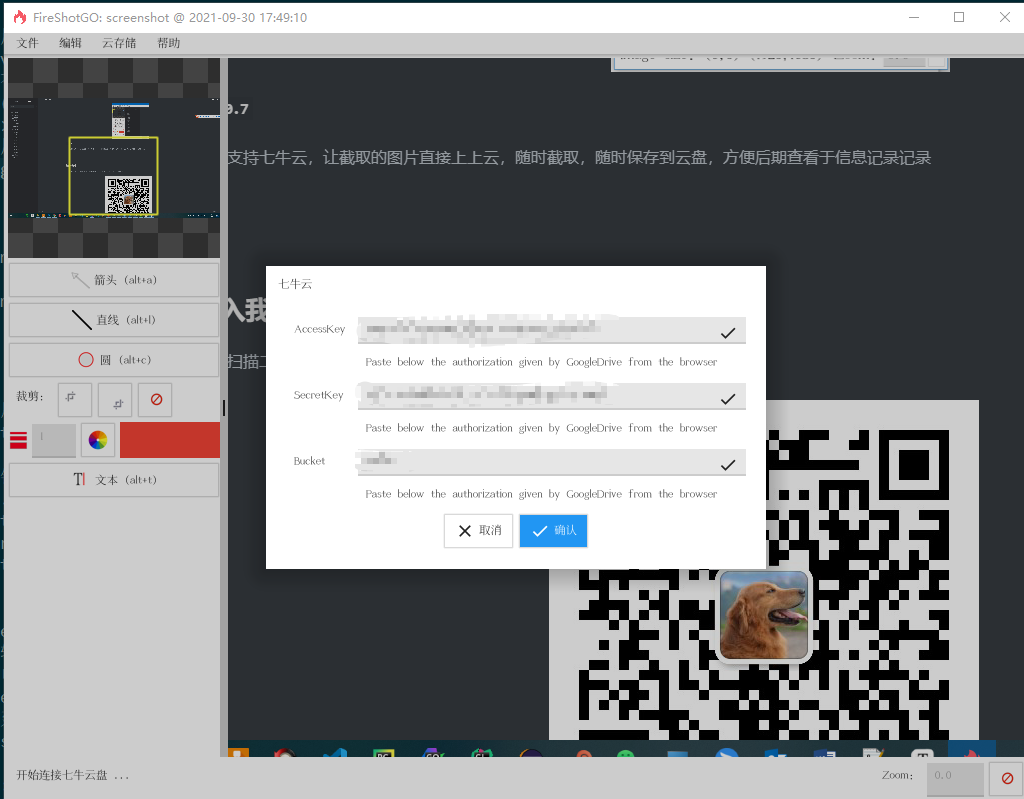 FireShotGO: screenshot @ 2021-09-30 17:49:10
文件 编辑 云存储 帮助
9.7
支持七牛云，让截取的图片直接上上云，随时截取，随时保存到云盘，方便后期查看于信息记录记录
箭头 (alt+a)
直线 (alt+l)
圆 (alt+c)
裁剪：
文本 (alt+t)
入我
扫描二
七牛云
AccessKey
Paste below the authorization given by GoogleDrive from the browser
SecretKey
Paste below the authorization given by GoogleDrive from the browser
Bucket
Paste below the authorization given by GoogleDrive from the browser
取消 确认
开始连接七牛云盘 ...
Zoom: 0.0